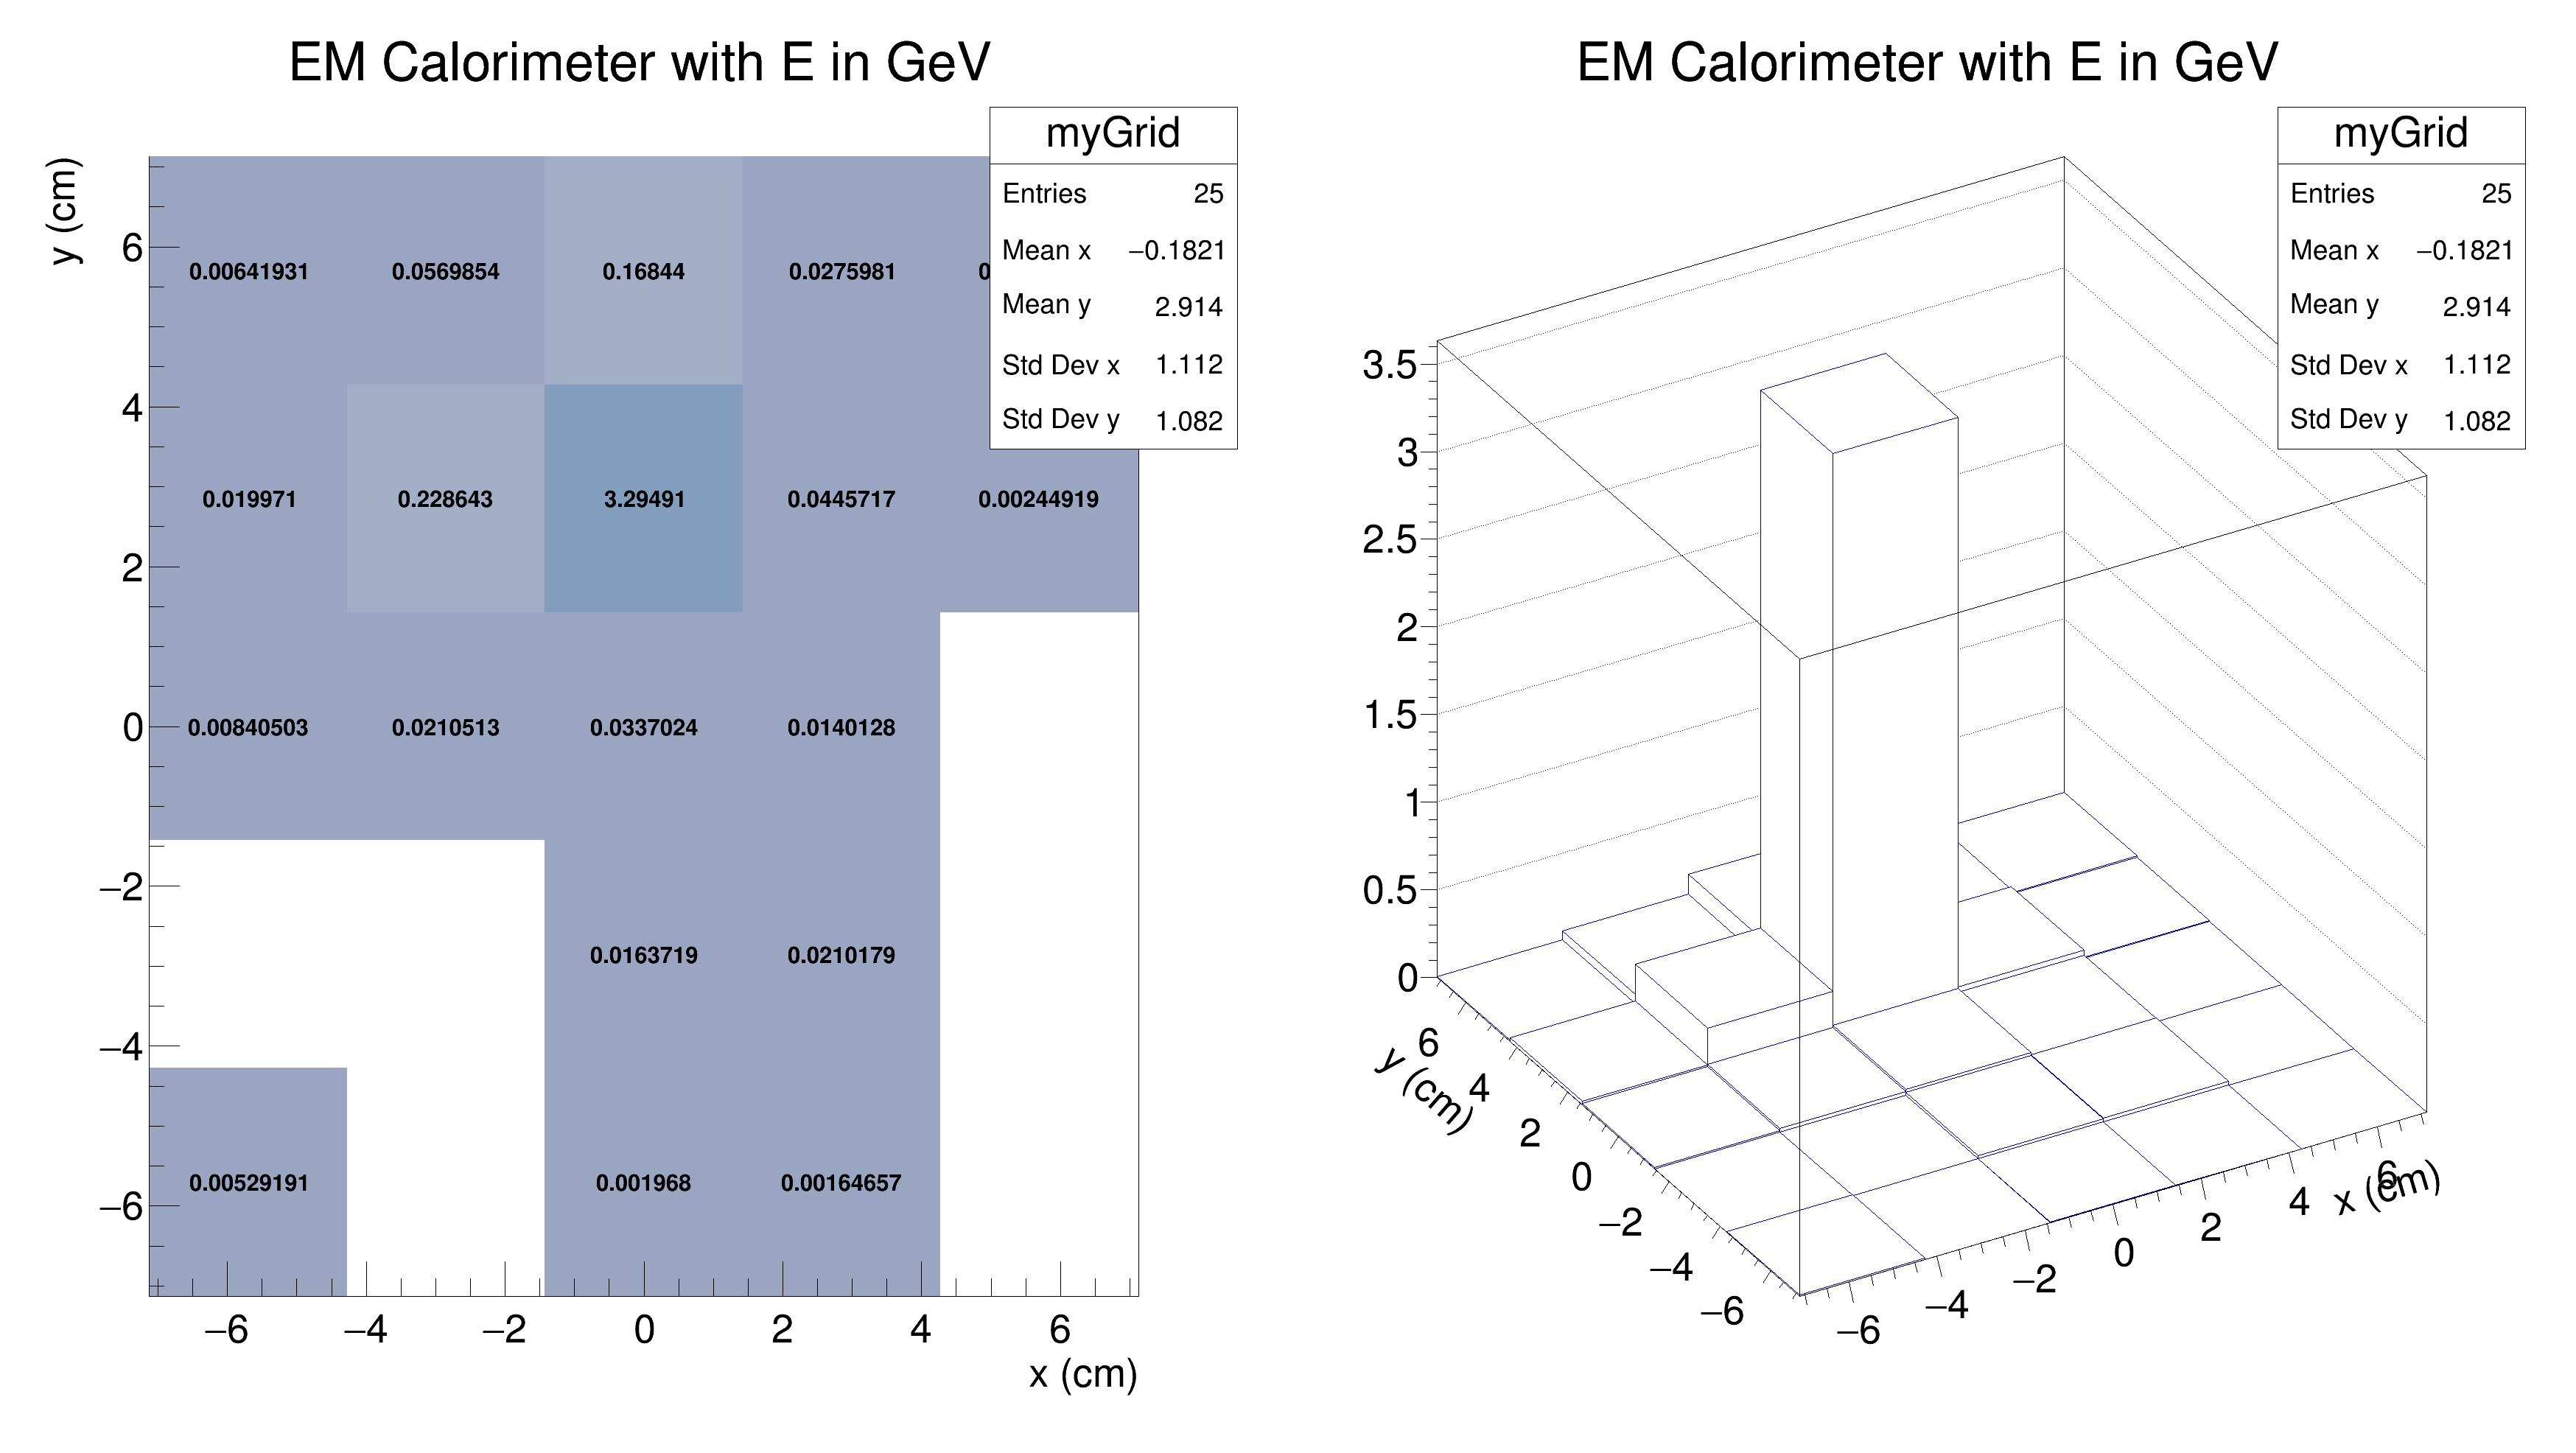 EM Calorimeter with E in GeV
myGrid
Entries 25
Mean x −0.1821
Mean y 2.914
Std Dev x 1.112
Std Dev y 1.082
y (cm)
6
4
2
0
−2
−4
−6
0.00641931 0.0569854 0.16844 0.0275981
0.019971 0.228643 3.29491 0.0445717 0.00244919
0.00840503 0.0210513 0.0337024 0.0140128
0.0163719 0.0210179
0.00529191 0.001968 0.00164657
−6 −4 −2 0 2 4 6
x (cm)
EM Calorimeter with E in GeV
myGrid
Entries 25
Mean x −0.1821
Mean y 2.914
Std Dev x 1.112
Std Dev y 1.082
3.5
3
2.5
2
1.5
1
0.5
0
6
4
2
0
−2
−4
−6
y (cm)
−6
−4
−2
0
2
4
6
x (cm)